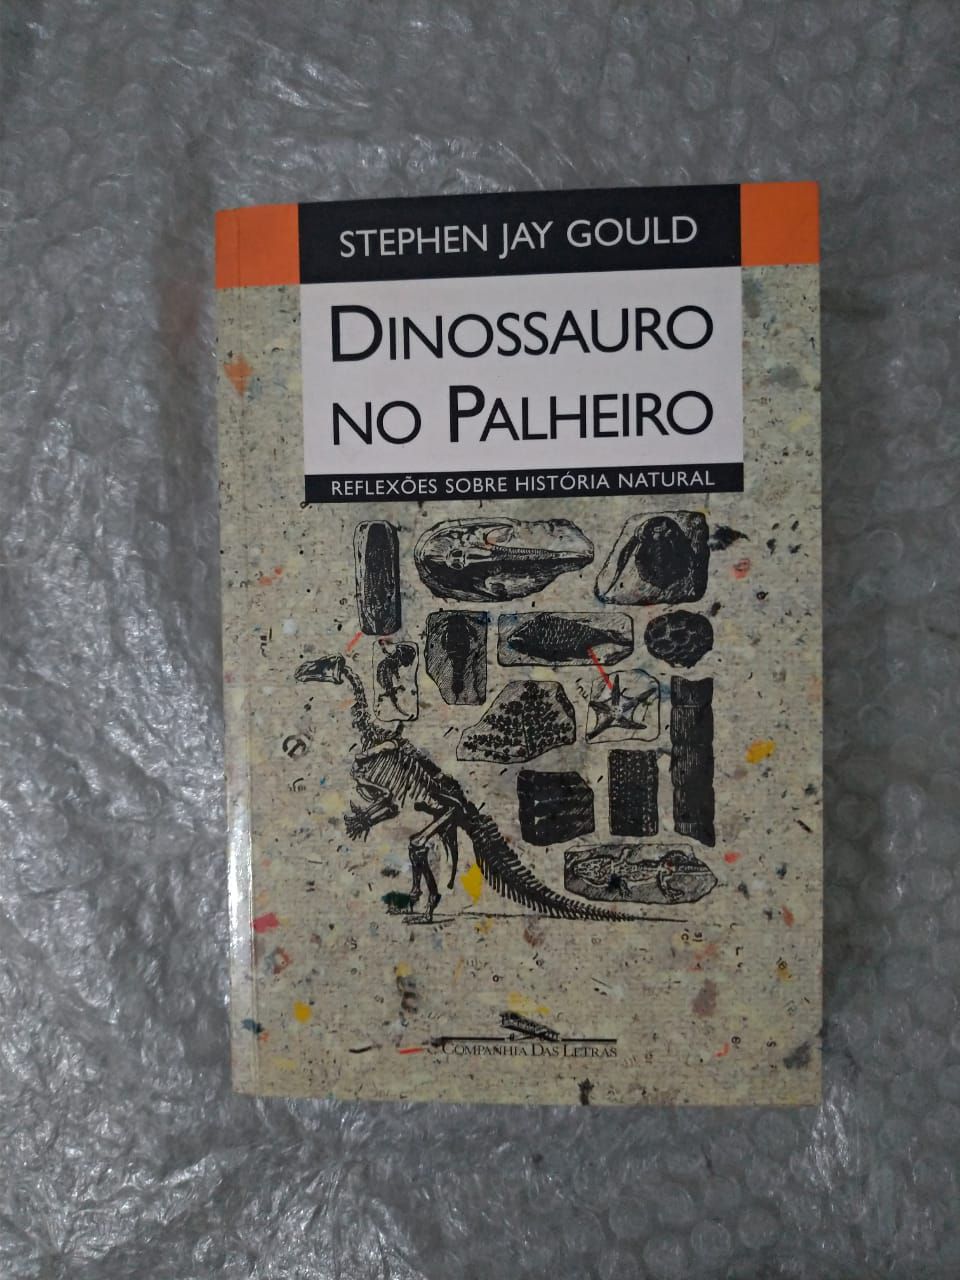 STEPHEN JAY GOULD
DINOSSAURO
NO PALHEIRO
REFLEXÕES SOBRE HISTÓRIA NATURAL
COMPANHIA DAS LETRAS